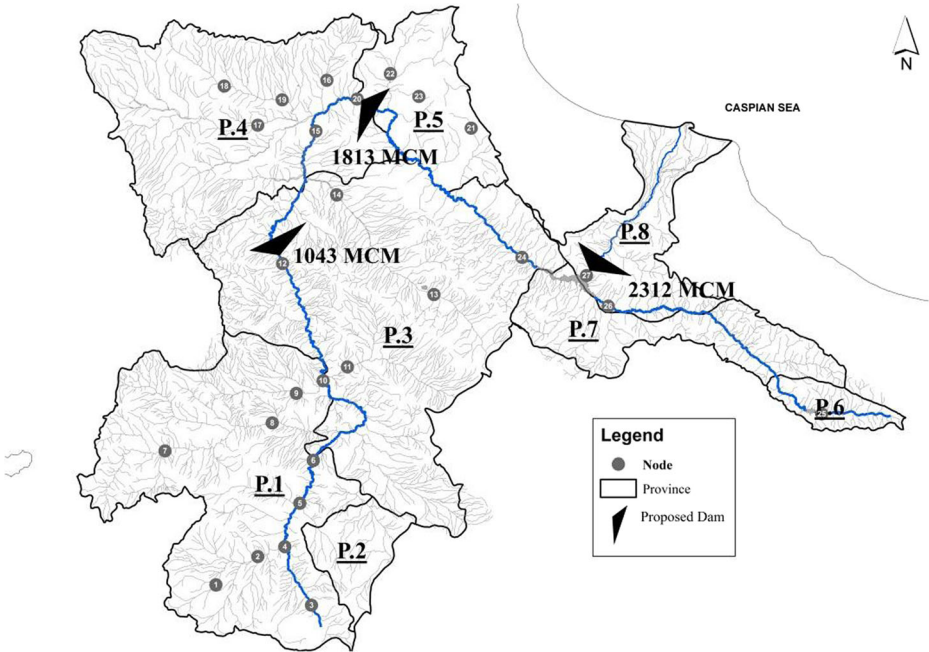 N
CASPIAN SEA
22
16
18
23
19
20
P.5
17
P.4
15
21
1813 MCM
14
P.8
1043 MCM
24
12
27
2312 MCM
13
26
P.7
P.3
11
10
9
P.6
25
8
Legend
7
6
Node
P.1
Province
5
Proposed Dam
4
P.2
2
1
3